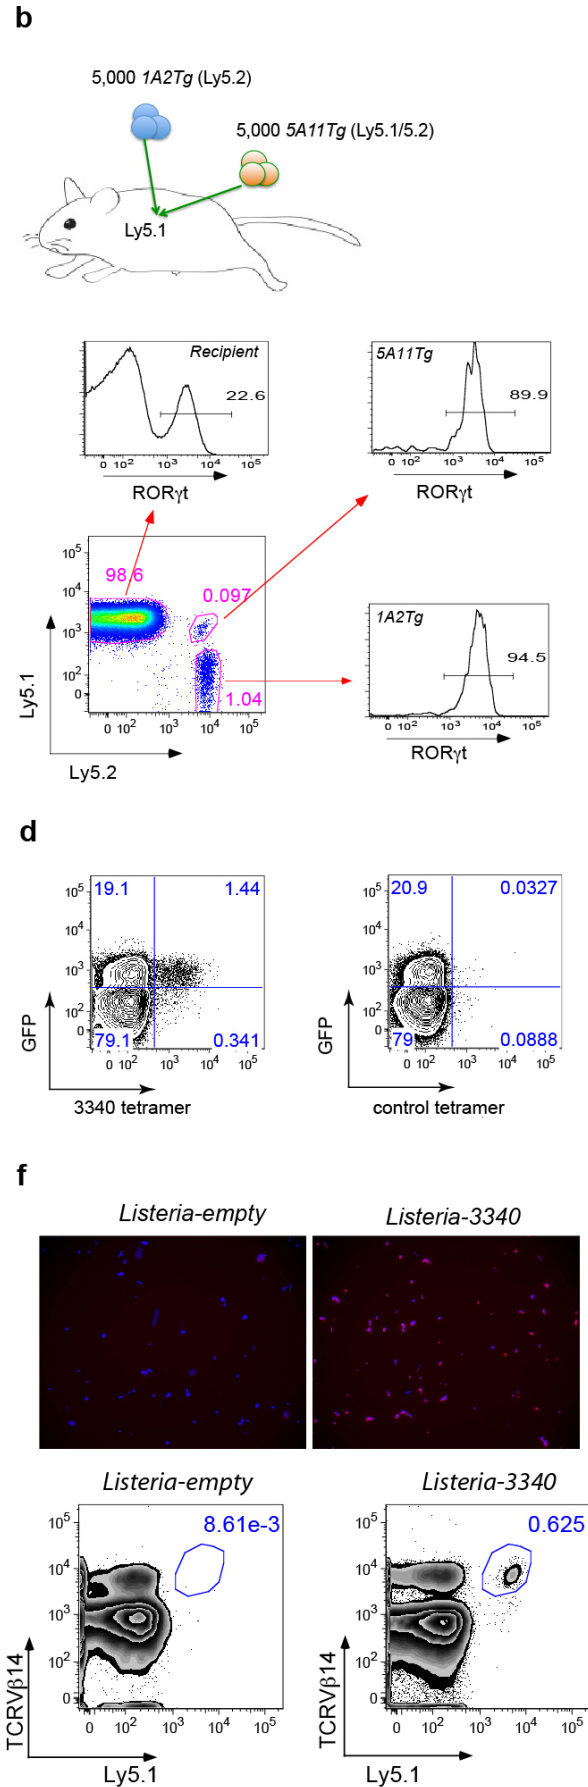 b
5,000 1A2Tg (Ly5.2)
5,000 5A11Tg (Ly5.1/5.2)
Ly5.1
Recipient
22.6
0 10² 10³ 10⁴ 10⁵
RORγt
5A11Tg
89.9
0 10² 10³ 10⁴ 10⁵
RORγt
10⁵
10⁴
10³
10²
0
98.6
0.097
1.04
Ly5.1
0 10² 10³ 10⁴ 10⁵
Ly5.2
1A2Tg
94.5
0 10² 10³ 10⁴ 10⁵
RORγt
d
10⁵
10⁴
10³
10²
0
19.1 1.44
79.1 0.341
GFP
0 10² 10³ 10⁴ 10⁵
3340 tetramer
10⁵
10⁴
10³
10²
0
20.9 0.0327
79 0.0888
GFP
0 10² 10³ 10⁴ 10⁵
control tetramer
f
Listeria-empty
Listeria-3340
Listeria-empty
8.61e-3
10⁵
10⁴
10³
10²
0
TCRVβ14
0 10² 10³ 10⁴ 10⁵
Ly5.1
Listeria-3340
0.625
10⁵
10⁴
10³
10²
0
TCRVβ14
0 10² 10³ 10⁴ 10⁵
Ly5.1